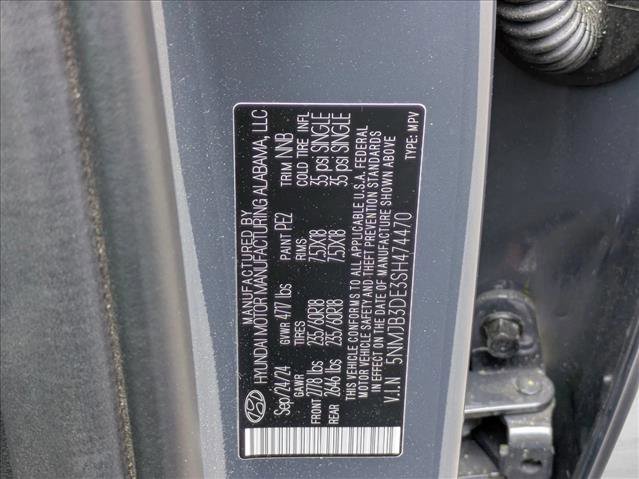 MANUFACTURED BY
HYUNDAI MOTOR MANUFACTURING ALABAMA, LLC
Sep/24/24 GVWR 4717 lbs PAINT PE2 TRIM NNB
GAWR TIRES RIMS COLD TIRE INFL
FRONT 2778 lbs 235/60R18 7.5JX18 35 psi SINGLE
REAR 2646 lbs 235/60R18 7.5JX18 35 psi SINGLE
THIS VEHICLE CONFORMS TO ALL APPLICABLE U.S.A. FEDERAL
MOTOR VEHICLE SAFETY AND THEFT PREVENTION STANDARDS
IN EFFECT ON THE DATE OF MANUFACTURE SHOWN ABOVE
V.I.N 5NMJB3DE3SH474470 TYPE: MPV